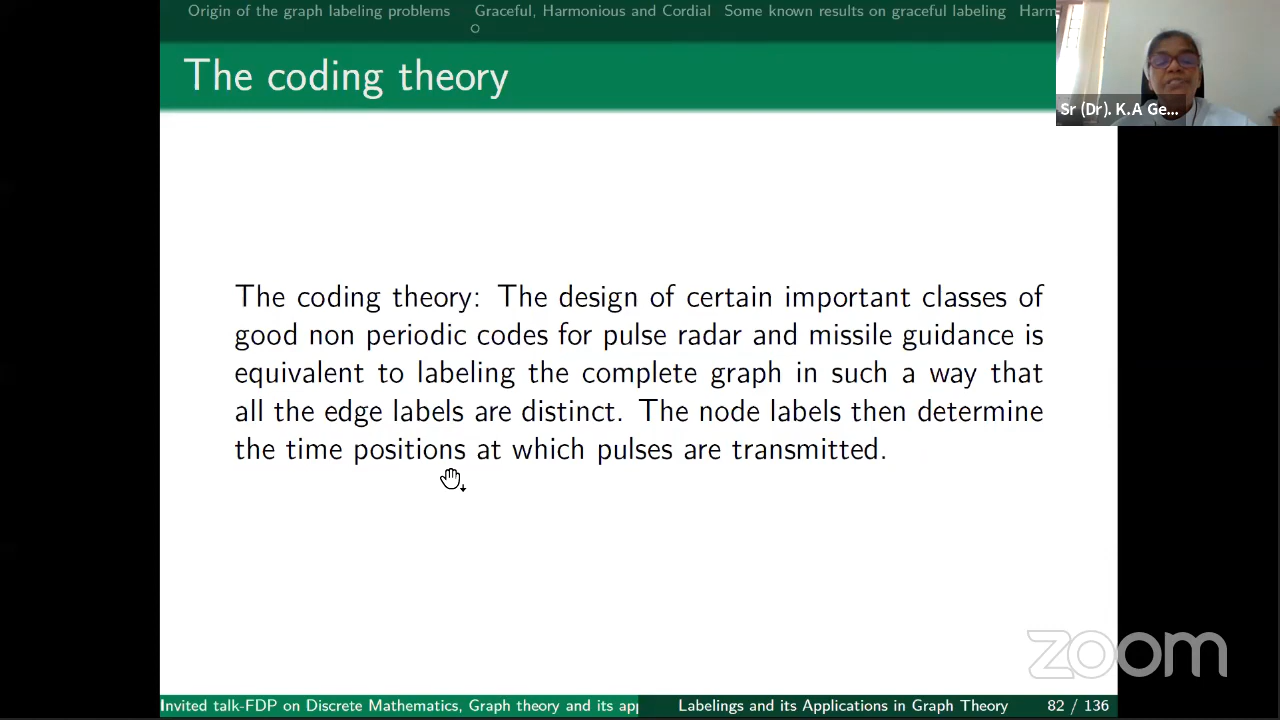 Origin of the graph labeling problems Graceful, Harmonious and Cordial Some known results on graceful labeling Harm
The coding theory
Sr (Dr). K.A Ge...
The coding theory: The design of certain important classes of
good non periodic codes for pulse radar and missile guidance is
equivalent to labeling the complete graph in such a way that
all the edge labels are distinct. The node labels then determine
the time positions at which pulses are transmitted.
zoom
Invited talk-FDP on Discrete Mathematics, Graph theory and its app
Labelings and its Applications in Graph Theory 82 / 136